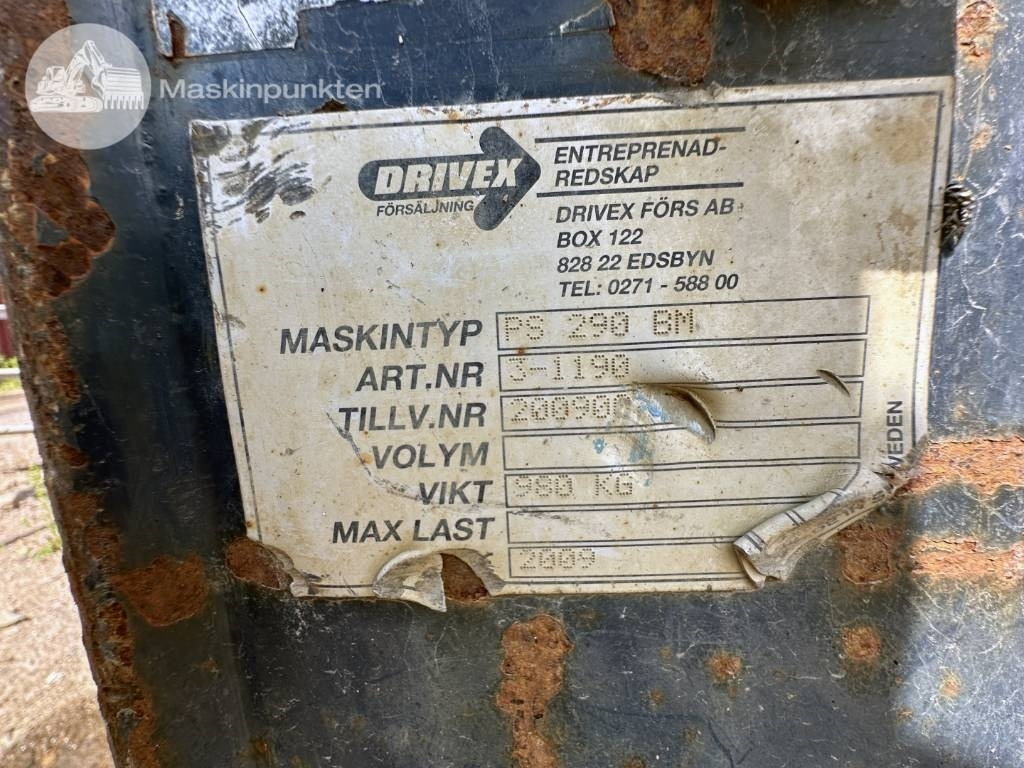 Maskinpunkten
DRIVEX
FÖRSÄLJNING
ENTREPRENAD-
REDSKAP
DRIVEX FÖRS AB
BOX 122
828 22 EDSBYN
TEL: 0271 - 588 00
MASKINTYP PS 290 BM
ART.NR 3-1190
TILLV.NR
VOLYM
VIKT 980 KG
MAX LAST
2009